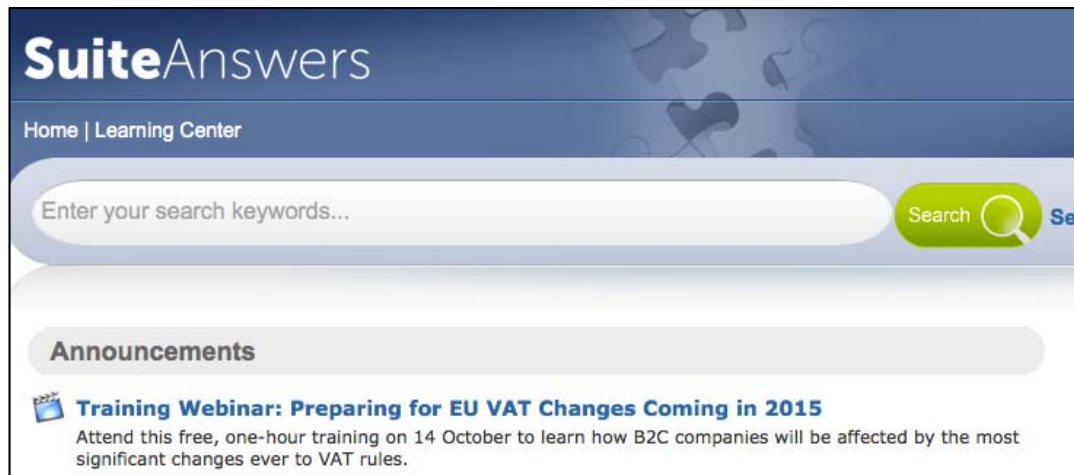 SuiteAnswers
Home | Learning Center
Enter your search keywords...
Search
Se
Announcements
Training Webinar: Preparing for EU VAT Changes Coming in 2015
Attend this free, one-hour training on 14 October to learn how B2C companies will be affected by the most
significant changes ever to VAT rules.